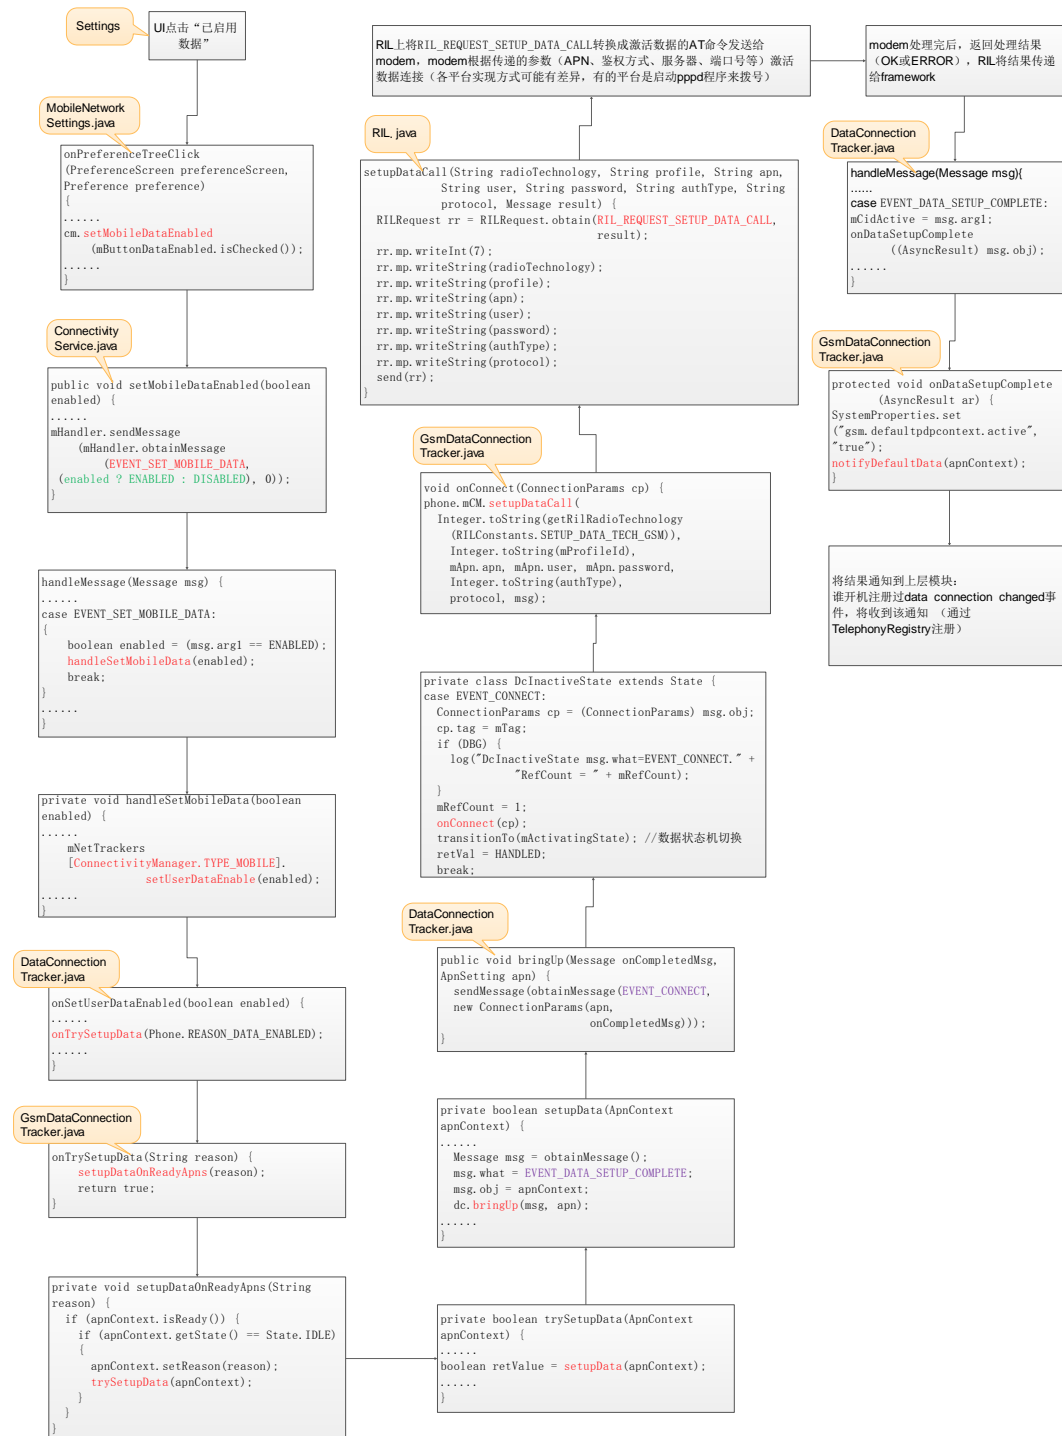 Settings
UI点击“已启用
数据”
MobileNetwork
Settings.java
onPreferenceTreeClick
(PreferenceScreen preferenceScreen,
Preference preference)
{
......
cm.setMobileDataEnabled
(mButtonDataEnabled.isChecked());
......
}
Connectivity
Service.java
public void setMobileDataEnabled(boolean
enabled) {
......
mHandler.sendMessage
(mHandler.obtainMessage
(EVENT_SET_MOBILE_DATA,
(enabled ? ENABLED : DISABLED), 0));
}
handleMessage(Message msg) {
......
case EVENT_SET_MOBILE_DATA:
{
boolean enabled = (msg.arg1 == ENABLED);
handleSetMobileData(enabled);
break;
}
......
}
private void handleSetMobileData(boolean
enabled) {
......
mNetTrackers
[ConnectivityManager.TYPE_MOBILE].
setUserDataEnable(enabled);
......
}
DataConnection
Tracker.java
onSetUserDataEnabled(boolean enabled) {
......
onTrySetupData(Phone.REASON_DATA_ENABLED);
......
}
GsmDataConnection
Tracker.java
onTrySetupData(String reason) {
setupDataOnReadyApns(reason);
return true;
}
private void setupDataOnReadyApns(String
reason) {
if (apnContext.isReady()) {
if (apnContext.getState() == State.IDLE)
{
apnContext.setReason(reason);
trySetupData(apnContext);
}
}
}
private boolean trySetupData(ApnContext
apnContext) {
......
boolean retValue = setupData(apnContext);
......
}
private boolean setupData(ApnContext
apnContext) {
......
Message msg = obtainMessage();
msg.what = EVENT_DATA_SETUP_COMPLETE;
msg.obj = apnContext;
dc.bringUp(msg, apn);
......
}
DataConnection
Tracker.java
public void bringUp(Message onCompletedMsg,
ApnSetting apn) {
sendMessage(obtainMessage(EVENT_CONNECT,
new ConnectionParams(apn,
onCompletedMsg)));
}
private class DcInactiveState extends State {
case EVENT_CONNECT:
ConnectionParams cp = (ConnectionParams) msg.obj;
cp.tag = mTag;
if (DBG) {
log("DcInactiveState msg.what=EVENT_CONNECT." +
"RefCount = " + mRefCount);
}
mRefCount = 1;
onConnect(cp);
transitionTo(mActivatingState); //数据状态机切换
retVal = HANDLED;
break;
GsmDataConnection
Tracker.java
void onConnect(ConnectionParams cp) {
phone.mCM.setupDataCall(
Integer.toString(getRilRadioTechnology
(RILConstants.SETUP_DATA_TECH_GSM)),
Integer.toString(mProfileId),
mApn.apn, mApn.user, mApn.password,
Integer.toString(authType),
protocol, msg);
RIL.java
setupDataCall(String radioTechnology, String profile, String apn,
String user, String password, String authType, String
protocol, Message result) {
RILRequest rr = RILRequest.obtain(RIL_REQUEST_SETUP_DATA_CALL,
result);
rr.mp.writeInt(7);
rr.mp.writeString(radioTechnology);
rr.mp.writeString(profile);
rr.mp.writeString(apn);
rr.mp.writeString(user);
rr.mp.writeString(password);
rr.mp.writeString(authType);
rr.mp.writeString(protocol);
send(rr);
}
RIL上将RIL_REQUEST_SETUP_DATA_CALL转换成激活数据的AT命令发送给
modem，modem根据传递的参数（APN、鉴权方式、服务器、端口号等）激活
数据连接（各平台实现方式可能有差异，有的平台是启动pppd程序来拨号）
modem处理完后，返回处理结果
（OK或ERROR），RIL将结果传递
给framework
DataConnection
Tracker.java
handleMessage(Message msg){
......
case EVENT_DATA_SETUP_COMPLETE:
mCidActive = msg.arg1;
onDataSetupComplete
((AsyncResult) msg.obj);
......
}
GsmDataConnection
Tracker.java
protected void onDataSetupComplete
(AsyncResult ar) {
SystemProperties.set
("gsm.defaultpdpcontext.active",
"true");
notifyDefaultData(apnContext);
}
将结果通知到上层模块：
谁开机注册过data connection changed事
件，将收到该通知 （通过
TelephonyRegistry注册）